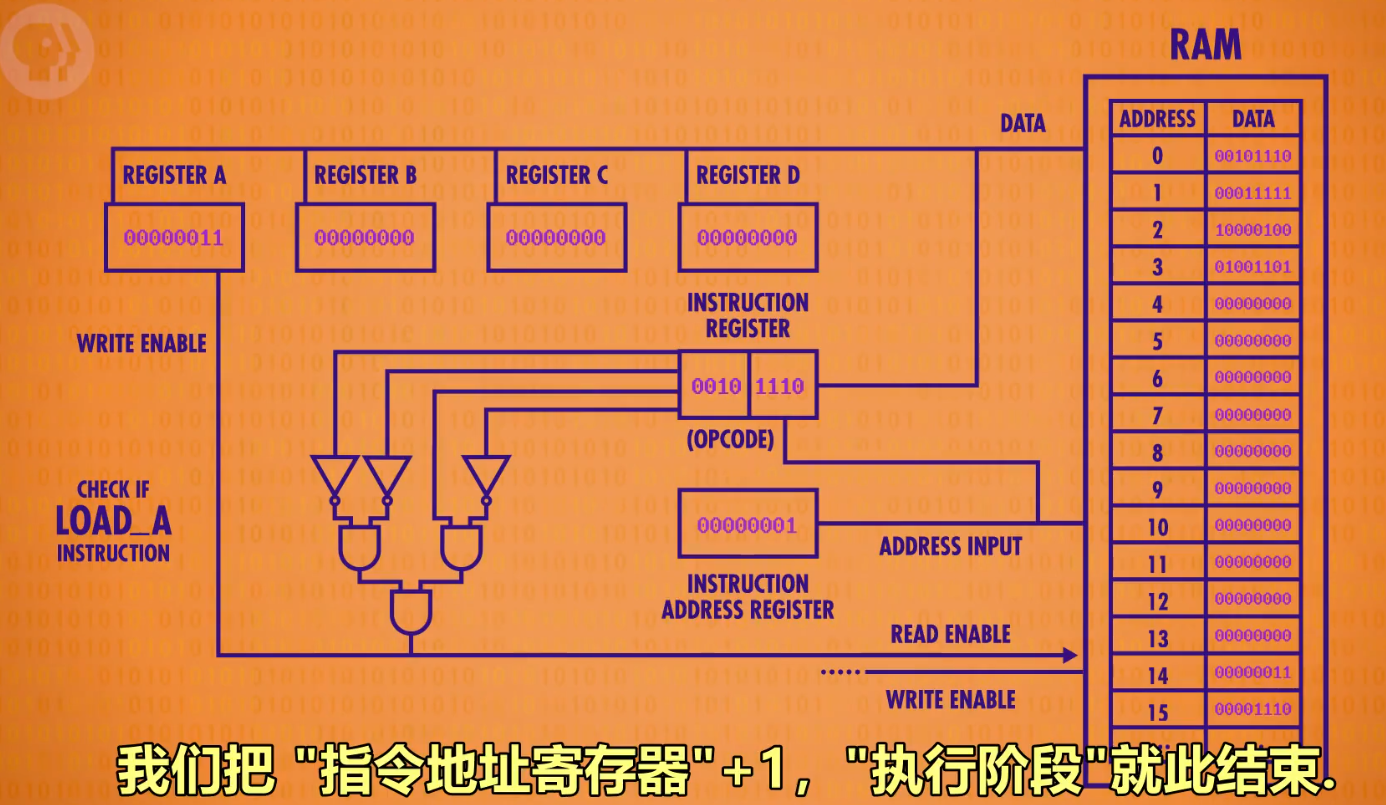 RAM
DATA
ADDRESS DATA
0 00101110
1 00011111
2 10000100
3 01001101
4 00000000
5 00000000
6 00000000
7 00000000
8 00000000
9 00000000
10 00000000
11 00000000
12 00000000
13 00000000
14 00000011
15 00001110
REGISTER A
00000011
REGISTER B
00000000
REGISTER C
00000000
REGISTER D
00000000
WRITE ENABLE
INSTRUCTION
REGISTER
0010 1110
(OPCODE)
CHECK IF
LOAD_A
INSTRUCTION
00000001
ADDRESS INPUT
INSTRUCTION
ADDRESS REGISTER
READ ENABLE
WRITE ENABLE
我们把 "指令地址寄存器"+1，"执行阶段"就此结束.